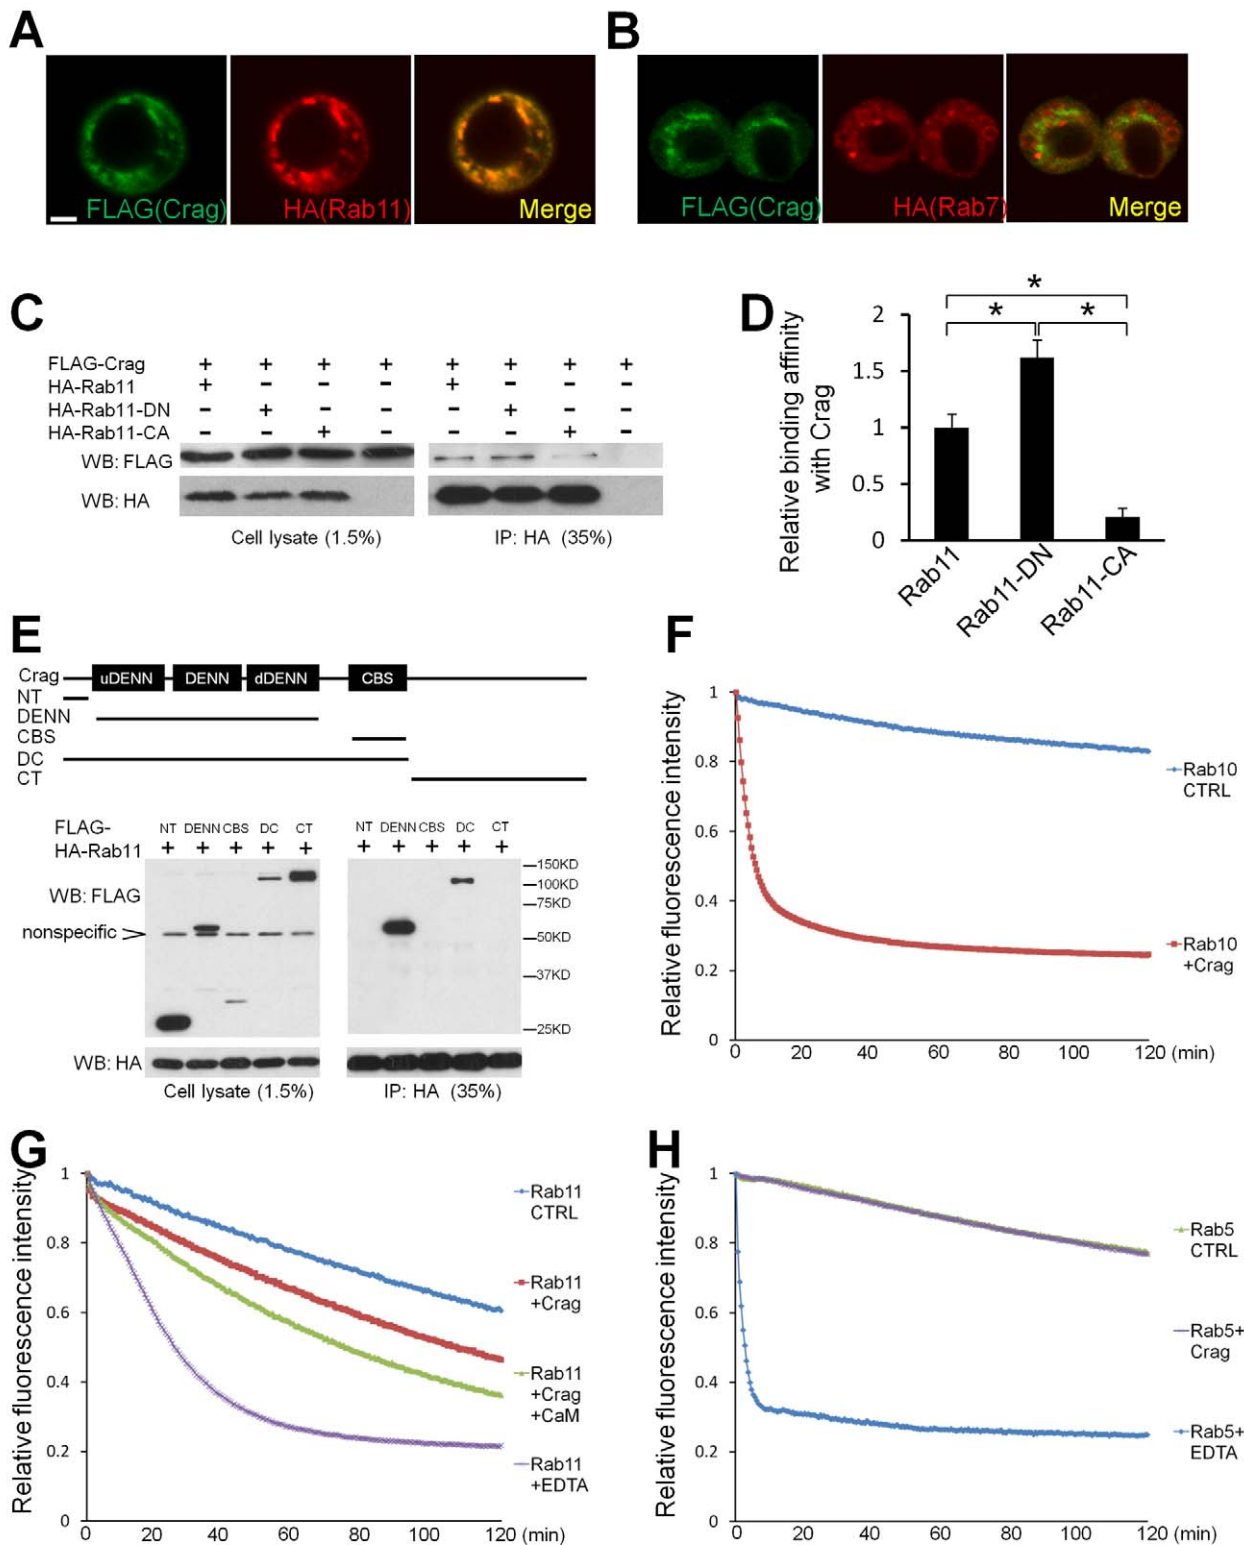 A
FLAG(Crag)
HA(Rab11)
Merge
B
FLAG(Crag)
HA(Rab7)
Merge
C
FLAG-Crag + + + + + + + +
HA-Rab11 + - - - + - - -
HA-Rab11-DN - + - - - + - -
HA-Rab11-CA - - + - - - + -
WB: FLAG
WB: HA
Cell lysate (1.5%)
IP: HA (35%)
D
Relative binding affinity
with Crag
2
1.5
1
0.5
0
* * *
Rab11
Rab11-DN
Rab11-CA
E
Crag uDENN DENN dDENN CBS
NT
DENN
CBS
DC
CT
FLAG- NT DENN CBS DC CT NT DENN CBS DC CT
HA-Rab11 + + + + + + + + + +
WB: FLAG
nonspecific
150KD
100KD
75KD
50KD
37KD
25KD
WB: HA
Cell lysate (1.5%)
IP: HA (35%)
F
Relative fluorescence intensity
1
0.8
0.6
0.4
0.2
0
0 20 40 60 80 100 120 (min)
Rab10
CTRL
Rab10
+Crag
G
Relative fluorescence intensity
1
0.8
0.6
0.4
0.2
0
0 20 40 60 80 100 120 (min)
Rab11
CTRL
Rab11
+Crag
Rab11
+Crag
+CaM
Rab11
+EDTA
H
Relative fluorescence intensity
1
0.8
0.6
0.4
0.2
0
0 20 40 60 80 100 120 (min)
Rab5
CTRL
Rab5+
Crag
Rab5+
EDTA